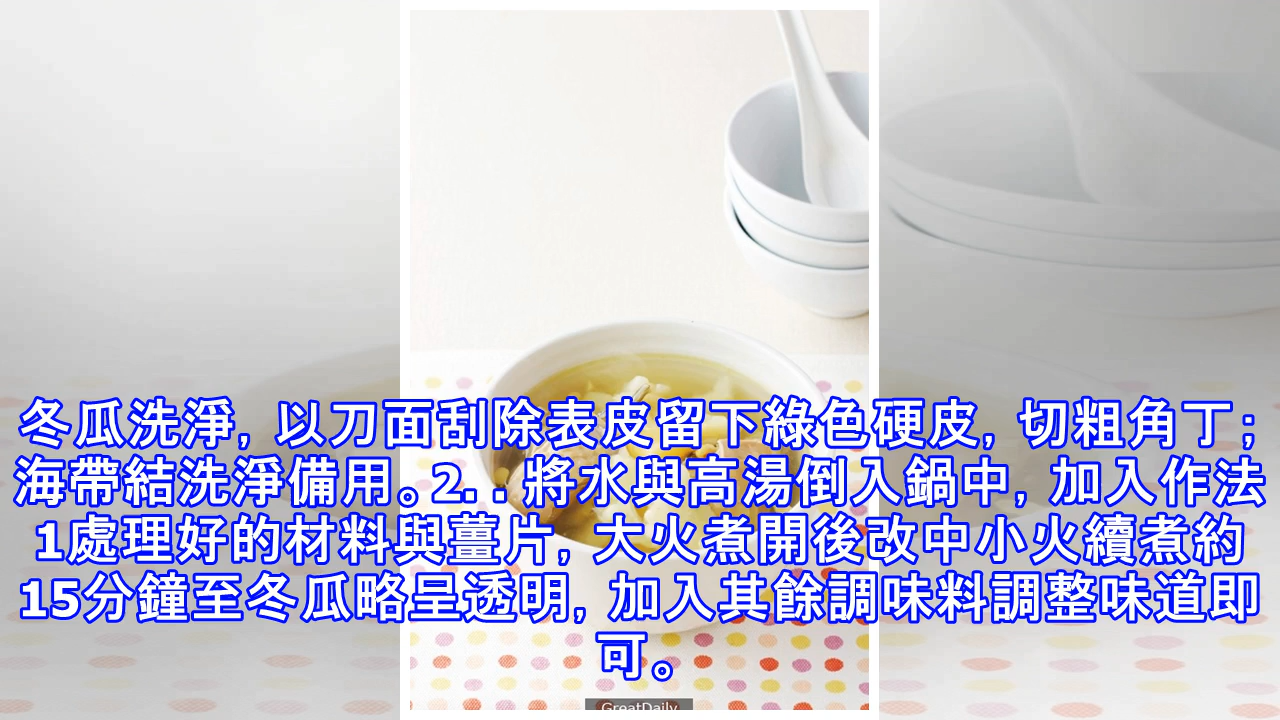 冬瓜洗淨, 以刀面刮除表皮留下綠色硬皮, 切粗角丁;
海帶結洗淨備用。2. . 將水與高湯倒入鍋中, 加入作法
1處理好的材料與薑片, 大火煮開後改中小火續煮約
15分鐘至冬瓜略呈透明, 加入其餘調味料調整味道即
可。
GreatDaily